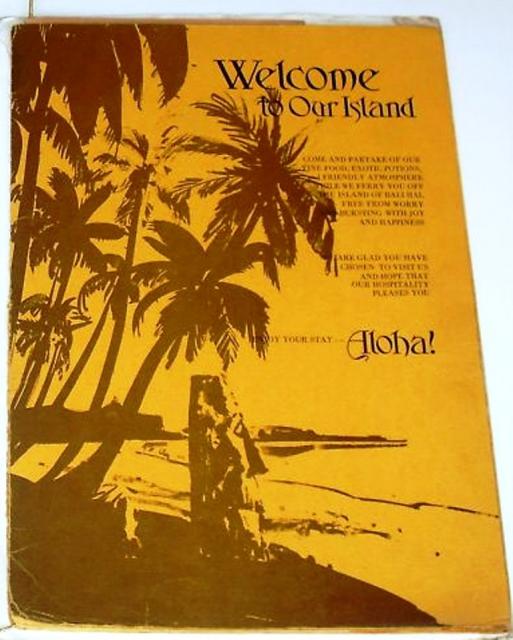 Welcome
to Our Island
COME AND PARTAKE OF OUR
FINE FOOD, EXOTIC POTIONS,
FRIENDLY ATMOSPHERE
WE FERRY YOU OFF
ISLAND OF BALI HAI,
FREE FROM WORRY
BURSTING WITH JOY
AND HAPPINESS
ARE GLAD YOU HAVE
CHOSEN TO VISIT US
AND HOPE THAT
OUR HOSPITALITY
PLEASES YOU
ENJOY YOUR STAY —
Aloha!